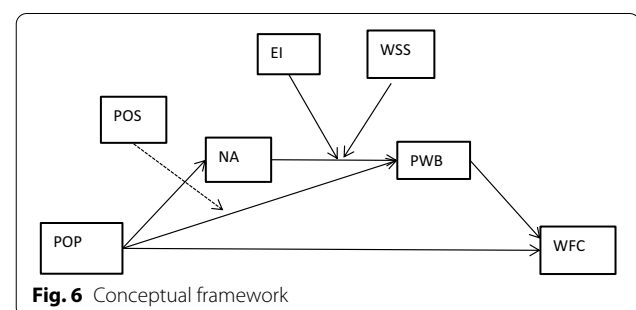 EI
WSS
POS
NA
PWB
POP
WFC
Fig. 6 Conceptual framework